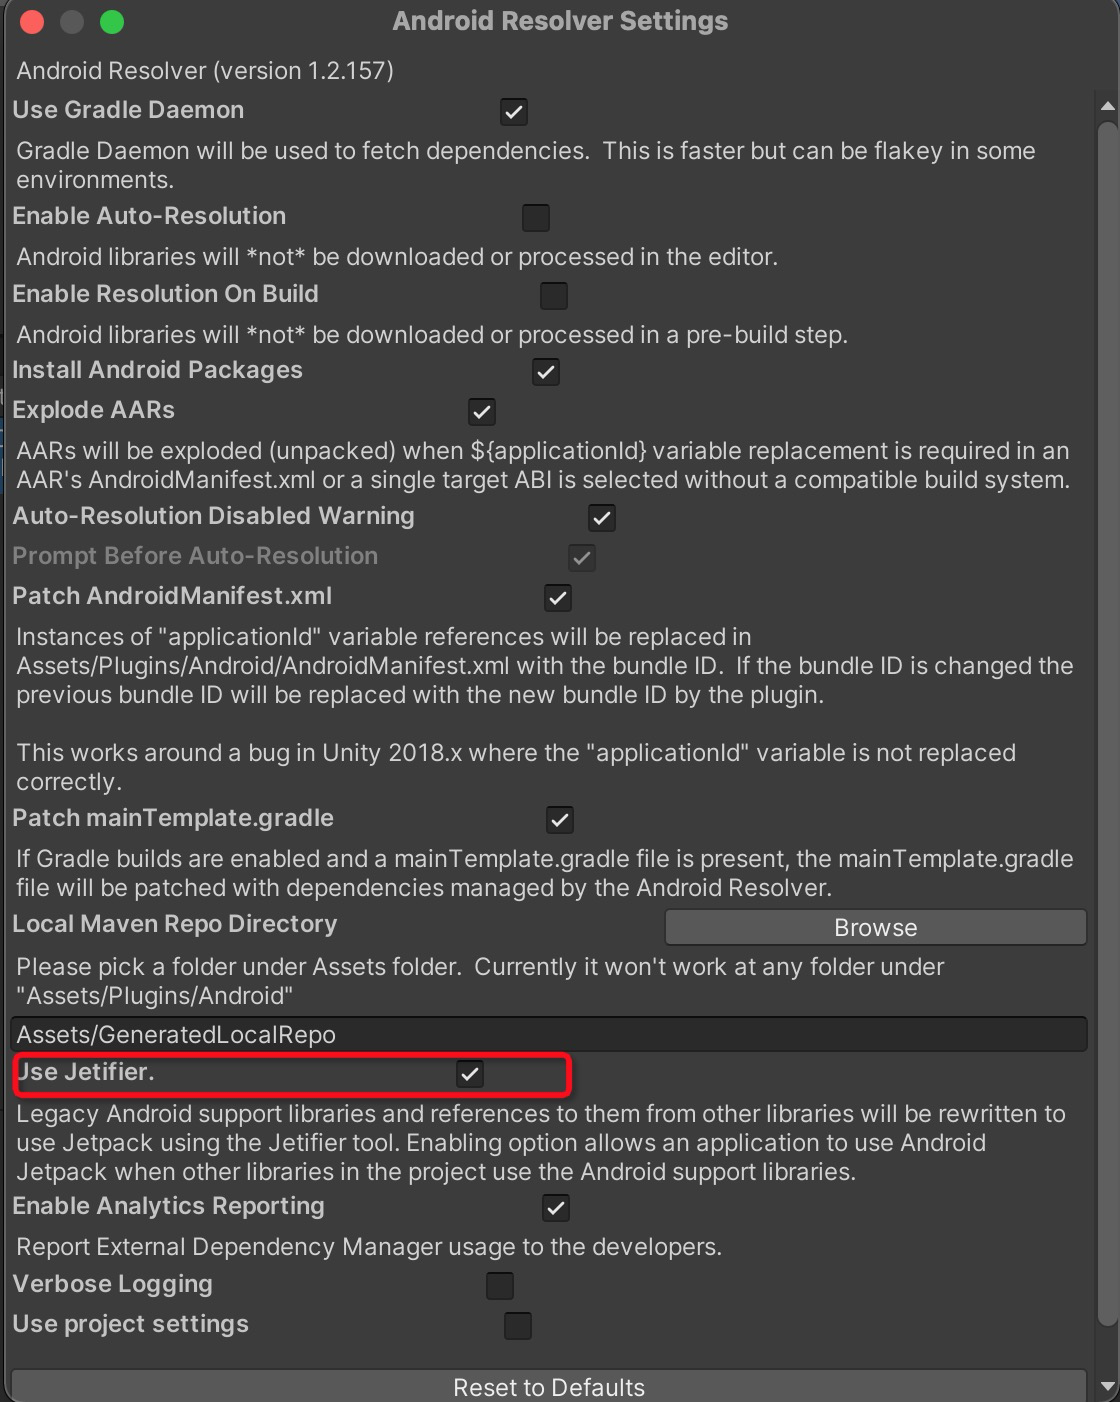 Android Resolver Settings
Android Resolver (version 1.2.157)
Use Gradle Daemon
Gradle Daemon will be used to fetch dependencies.  This is faster but can be flakey in some
environments.
Enable Auto-Resolution
Android libraries will *not* be downloaded or processed in the editor.
Enable Resolution On Build
Android libraries will *not* be downloaded or processed in a pre-build step.
Install Android Packages
Explode AARs
AARs will be exploded (unpacked) when ${applicationId} variable replacement is required in an
AAR's AndroidManifest.xml or a single target ABI is selected without a compatible build system.
Auto-Resolution Disabled Warning
Prompt Before Auto-Resolution
Patch AndroidManifest.xml
Instances of "applicationId" variable references will be replaced in
Assets/Plugins/Android/AndroidManifest.xml with the bundle ID.  If the bundle ID is changed the
previous bundle ID will be replaced with the new bundle ID by the plugin.
This works around a bug in Unity 2018.x where the "applicationId" variable is not replaced
correctly.
Patch mainTemplate.gradle
If Gradle builds are enabled and a mainTemplate.gradle file is present, the mainTemplate.gradle
file will be patched with dependencies managed by the Android Resolver.
Local Maven Repo Directory
Browse
Please pick a folder under Assets folder.  Currently it won't work at any folder under
"Assets/Plugins/Android"
Assets/GeneratedLocalRepo
Use Jetifier.
Legacy Android support libraries and references to them from other libraries will be rewritten to
use Jetpack using the Jetifier tool. Enabling option allows an application to use Android
Jetpack when other libraries in the project use the Android support libraries.
Enable Analytics Reporting
Report External Dependency Manager usage to the developers.
Verbose Logging
Use project settings
Reset to Defaults